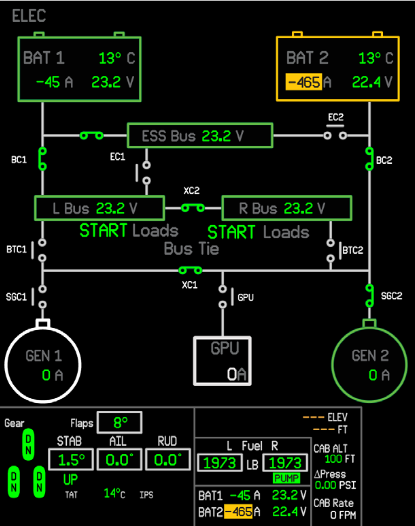 ELEC
BAT 1 13° C
-45 A 23.2 V
BAT 2 13° C
-465 A 22.4 V
EC2
ESS Bus 23.2 V
BC1
EC1
BC2
XC2
L Bus 23.2 V
R Bus 23.2 V
START Loads
START Loads
Bus Tie
BTC1
BTC2
XC1
SGC1
GPU
SGC2
GEN 1
0 A
GPU
0A
GEN 2
0 A
Gear
Flaps 8°
--- ELEV
--- FT
DN
DN
DN
STAB AIL RUD
1.5° 0.0° 0.0°
UP
TAT 14°C IPS
L Fuel R
1973 LB 1973
PUMP
CAB ALT
100 FT
ΔPress
0.00 PSI
BAT1 -45 A 23.2 V
BAT2 -465 A 22.4 V
CAB Rate
0 FPM